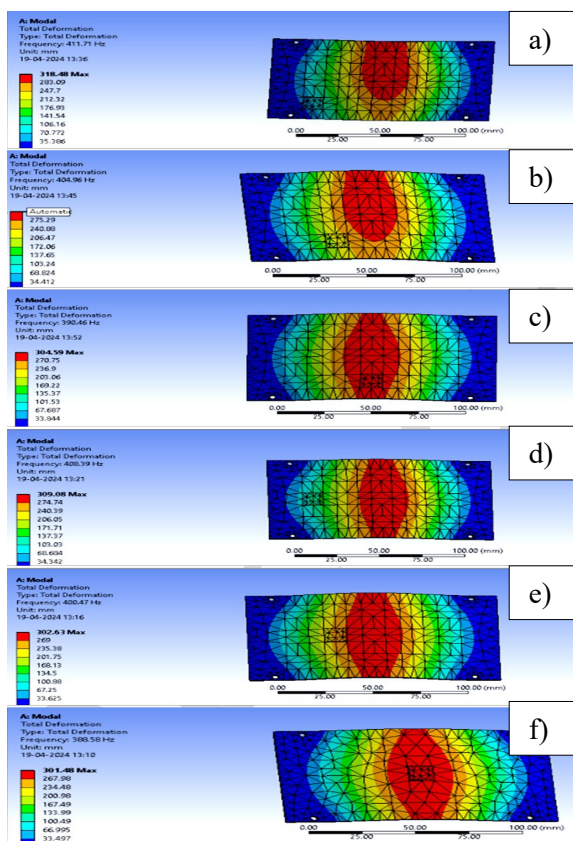 A: Modal
Total Deformation
Type: Total Deformation
Frequency: 411.71 Hz
Unit: mm
19-04-2024 13:36
318.48 Max
283.09
247.7
212.32
176.93
141.54
106.16
70.772
35.386
0.00
100.00 (mm)
25.00
75.00
a)
A: Modal
Total Deformation
Type: Total Deformation
Frequency: 404.96 Hz
Unit: mm
19-04-2024 13:45
Automatic
275.29
240.88
206.47
172.06
137.65
103.24
68.824
34.412
0.00
50.00
100.00 (mm)
25.00
75.00
b)
A: Modal
Total Deformation
Type: Total Deformation
Frequency: 390.46 Hz
Unit: mm
19-04-2024 13:52
304.59 Max
270.75
236.9
203.06
169.22
135.37
101.53
67.687
33.844
0.00
50.00
100.00 (mm)
25.00
75.00
c)
A: Modal
Total Deformation
Type: Total Deformation
Frequency: 408.39 Hz
Unit: mm
19-04-2024 13:21
309.08 Max
274.74
240.39
206.05
171.71
137.37
103.03
68.684
34.342
0.00
50.00
100.00 (mm)
25.00
75.00
d)
A: Modal
Total Deformation
Type: Total Deformation
Frequency: 400.47 Hz
Unit: mm
19-04-2024 13:16
302.63 Max
269
235.38
201.75
168.13
134.5
100.88
67.25
33.625
0.00
50.00
100.00 (mm)
25.00
75.00
e)
A: Modal
Total Deformation
Type: Total Deformation
Frequency: 388.58 Hz
Unit: mm
19-04-2024 13:10
301.48 Max
267.98
234.48
200.98
167.49
133.99
100.49
66.995
33.497
0.00
50.00
100.00 (mm)
25.00
75.00
f)